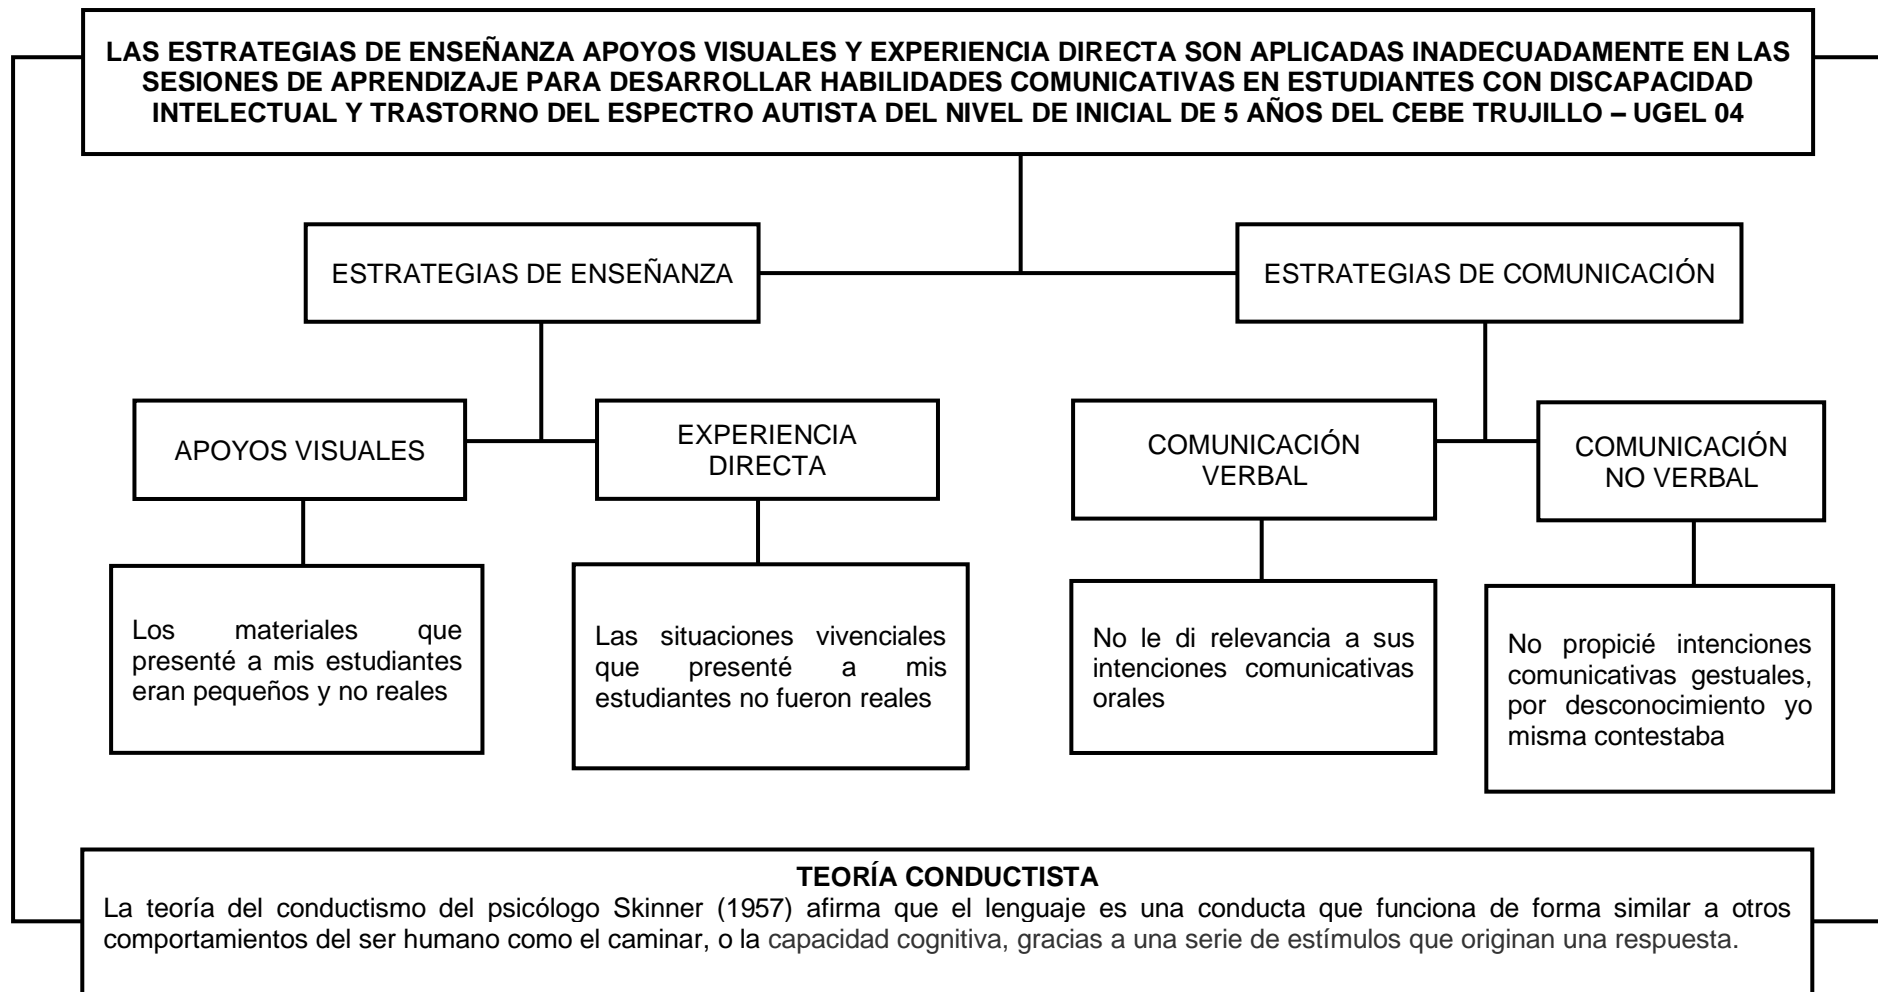 LAS ESTRATEGIAS DE ENSEÑANZA APOYOS VISUALES Y EXPERIENCIA DIRECTA SON APLICADAS INADECUADAMENTE EN LAS
SESIONES DE APRENDIZAJE PARA DESARROLLAR HABILIDADES COMUNICATIVAS EN ESTUDIANTES CON DISCAPACIDAD
INTELECTUAL Y TRASTORNO DEL ESPECTRO AUTISTA DEL NIVEL DE INICIAL DE 5 AÑOS DEL CEBE TRUJILLO – UGEL 04
ESTRATEGIAS DE ENSEÑANZA
ESTRATEGIAS DE COMUNICACIÓN
APOYOS VISUALES
EXPERIENCIA
DIRECTA
COMUNICACIÓN
VERBAL
COMUNICACIÓN
NO VERBAL
Los materiales que
presenté a mis estudiantes
eran pequeños y no reales
Las situaciones vivenciales
que presenté a mis
estudiantes no fueron reales
No le di relevancia a sus
intenciones comunicativas
orales
No propicié intenciones
comunicativas gestuales,
por desconocimiento yo
misma contestaba
TEORÍA CONDUCTISTA
La teoría del conductismo del psicólogo Skinner (1957) afirma que el lenguaje es una conducta que funciona de forma similar a otros
comportamientos del ser humano como el caminar, o la capacidad cognitiva, gracias a una serie de estímulos que originan una respuesta.